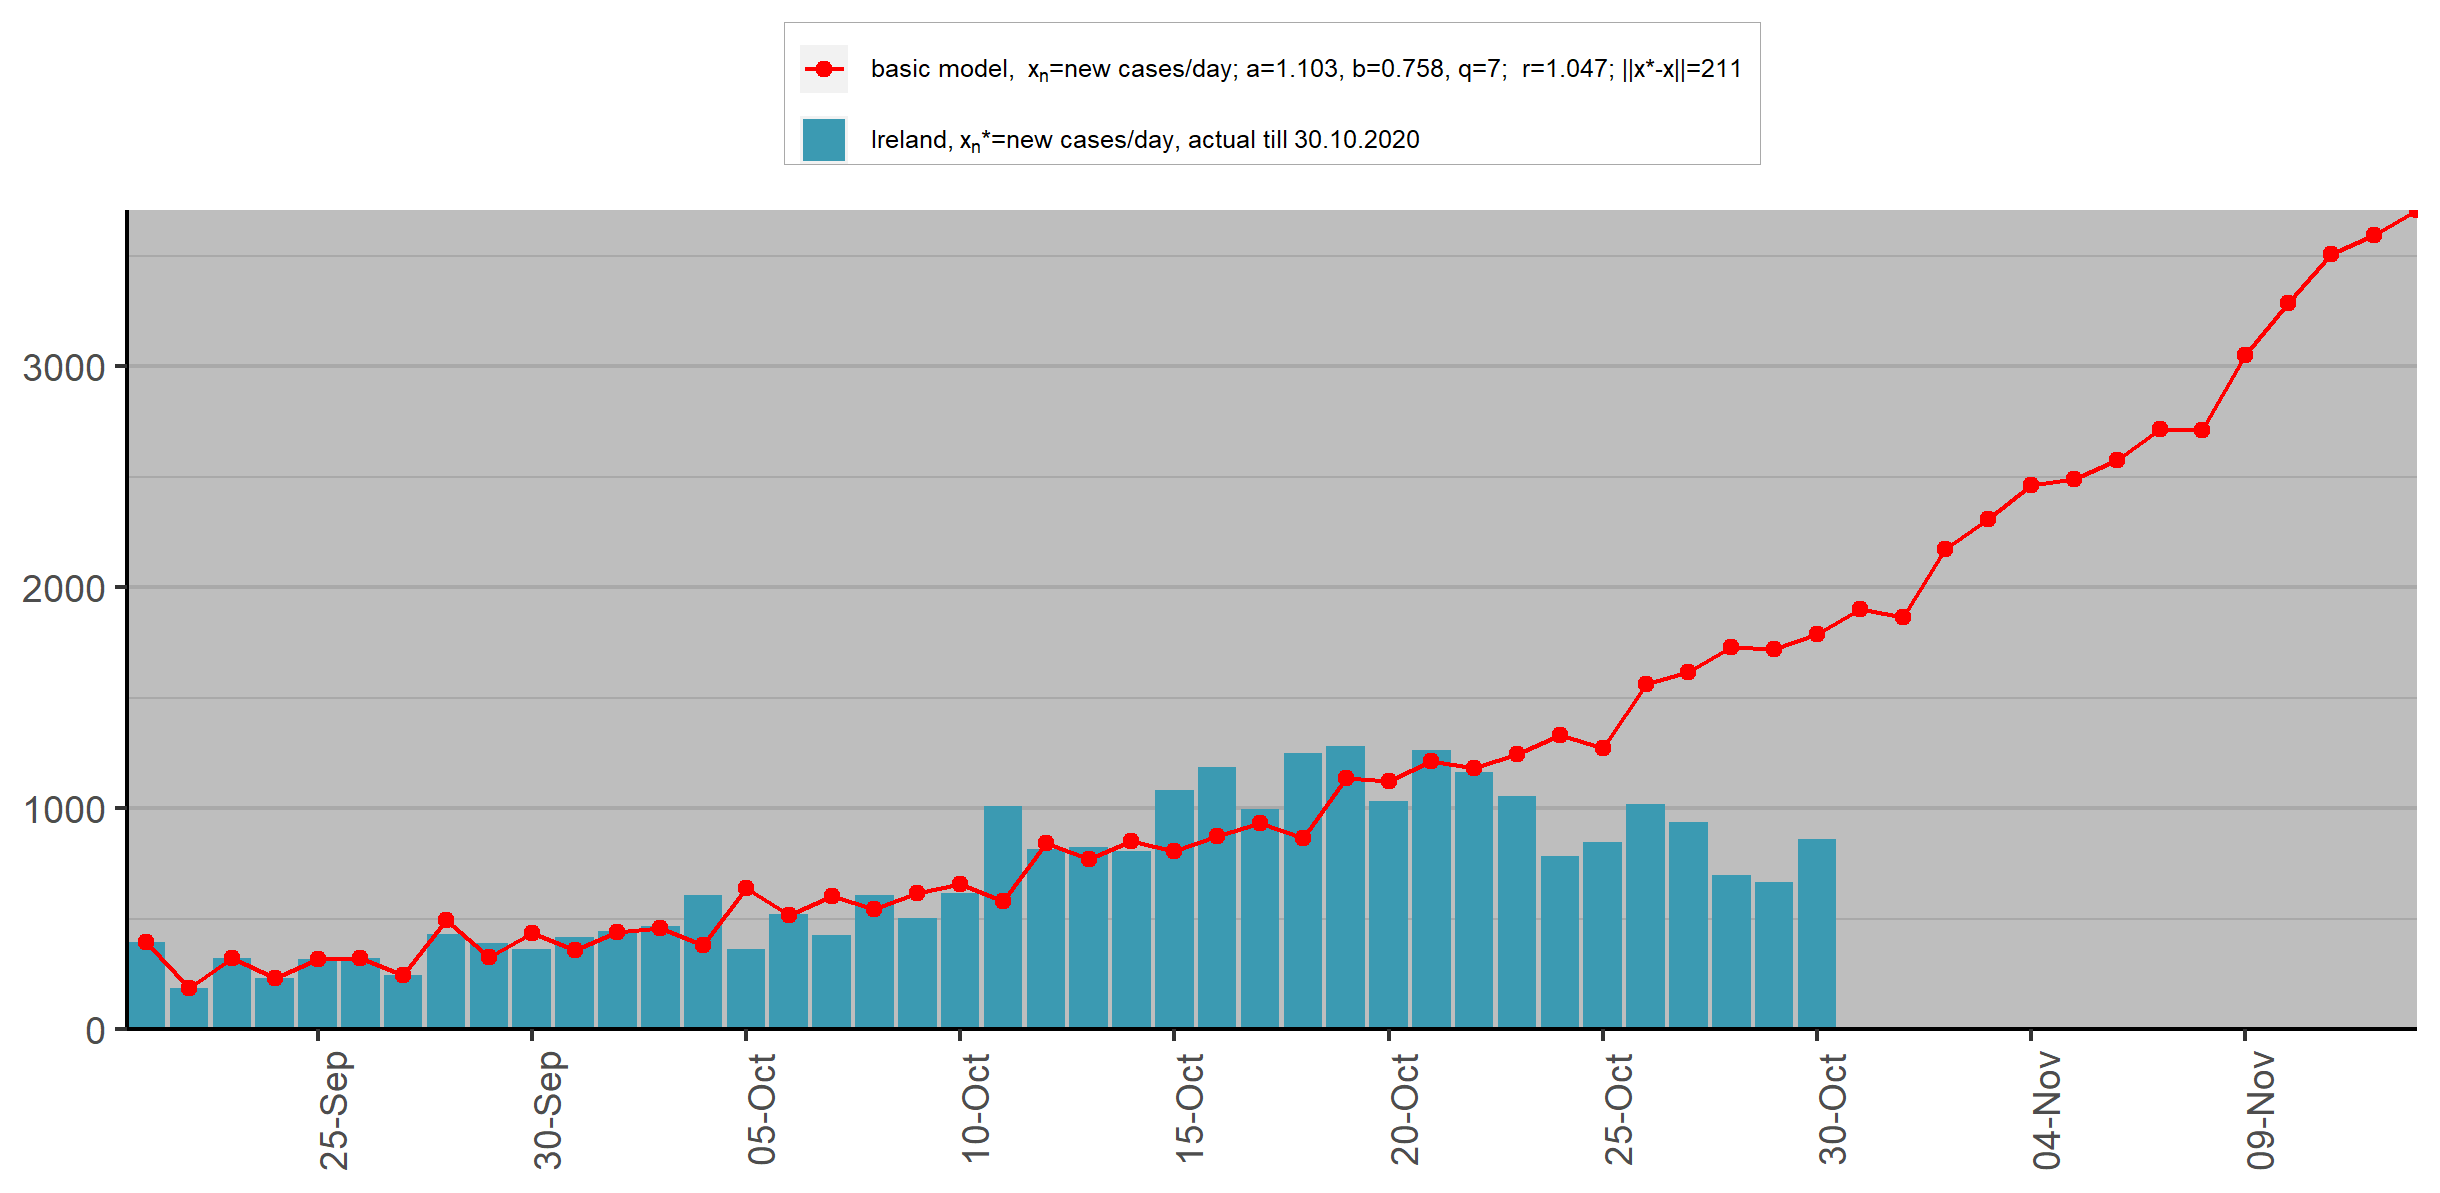 basic model, xₙ=new cases/day; a=1.103, b=0.758, q=7; r=1.047; ||x*-x||=211
Ireland, xₙ*=new cases/day, actual till 30.10.2020
3000
2000
1000
0
25-Sep
30-Sep
05-Oct
10-Oct
15-Oct
20-Oct
25-Oct
30-Oct
04-Nov
09-Nov